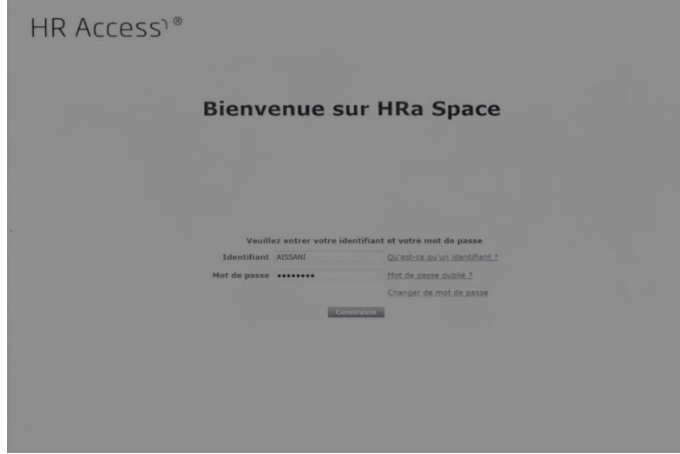 HR Access®
Bienvenue sur HRa Space
Veuillez entrer votre identifiant et votre mot de passe
Identifiant AISSANI Qu'est-ce qu'un identifiant ?
Mot de passe •••••••• Mot de passe oublié ?
Changer de mot de passe
Connexion